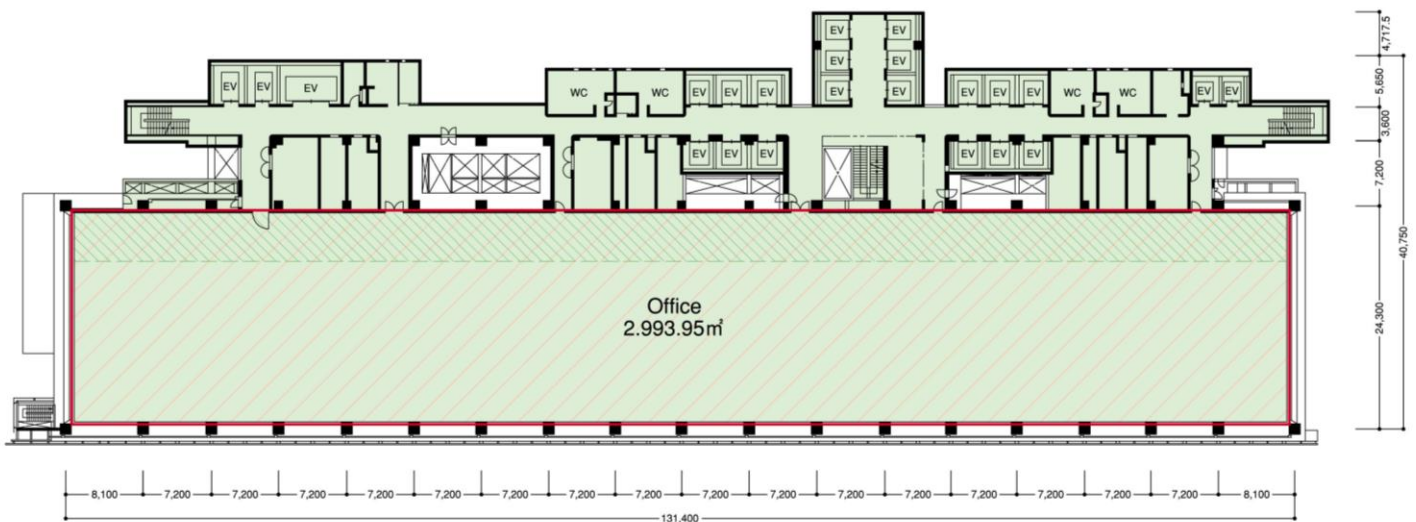 EV EV
EV EV
EV EV EV EV EV
WC WC EV EV EV EV EV EV EV EV WC WC EV EV
EV EV EV EV EV EV
Office
2.993.95㎡
4,717.5
5,650
3,600
7,200
24,300
40,750
8,100 7,200 7,200 7,200 7,200 7,200 7,200 7,200 7,200 7,200 7,200 7,200 7,200 7,200 7,200 7,200 7,200 8,100
131,400